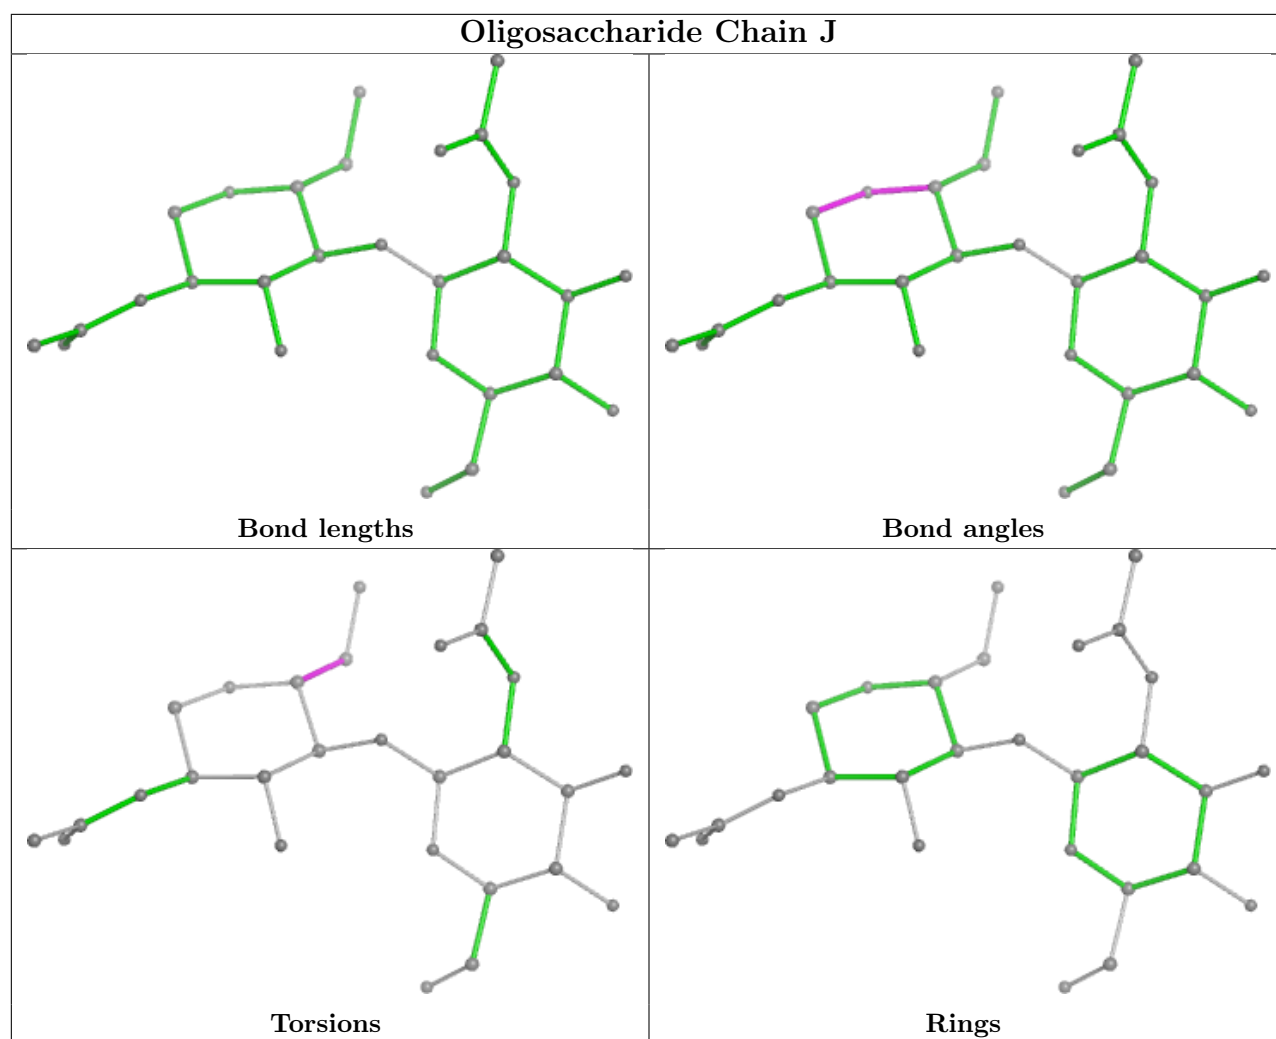 Oligosaccharide Chain J
Bond lengths
Bond angles
Torsions
Rings